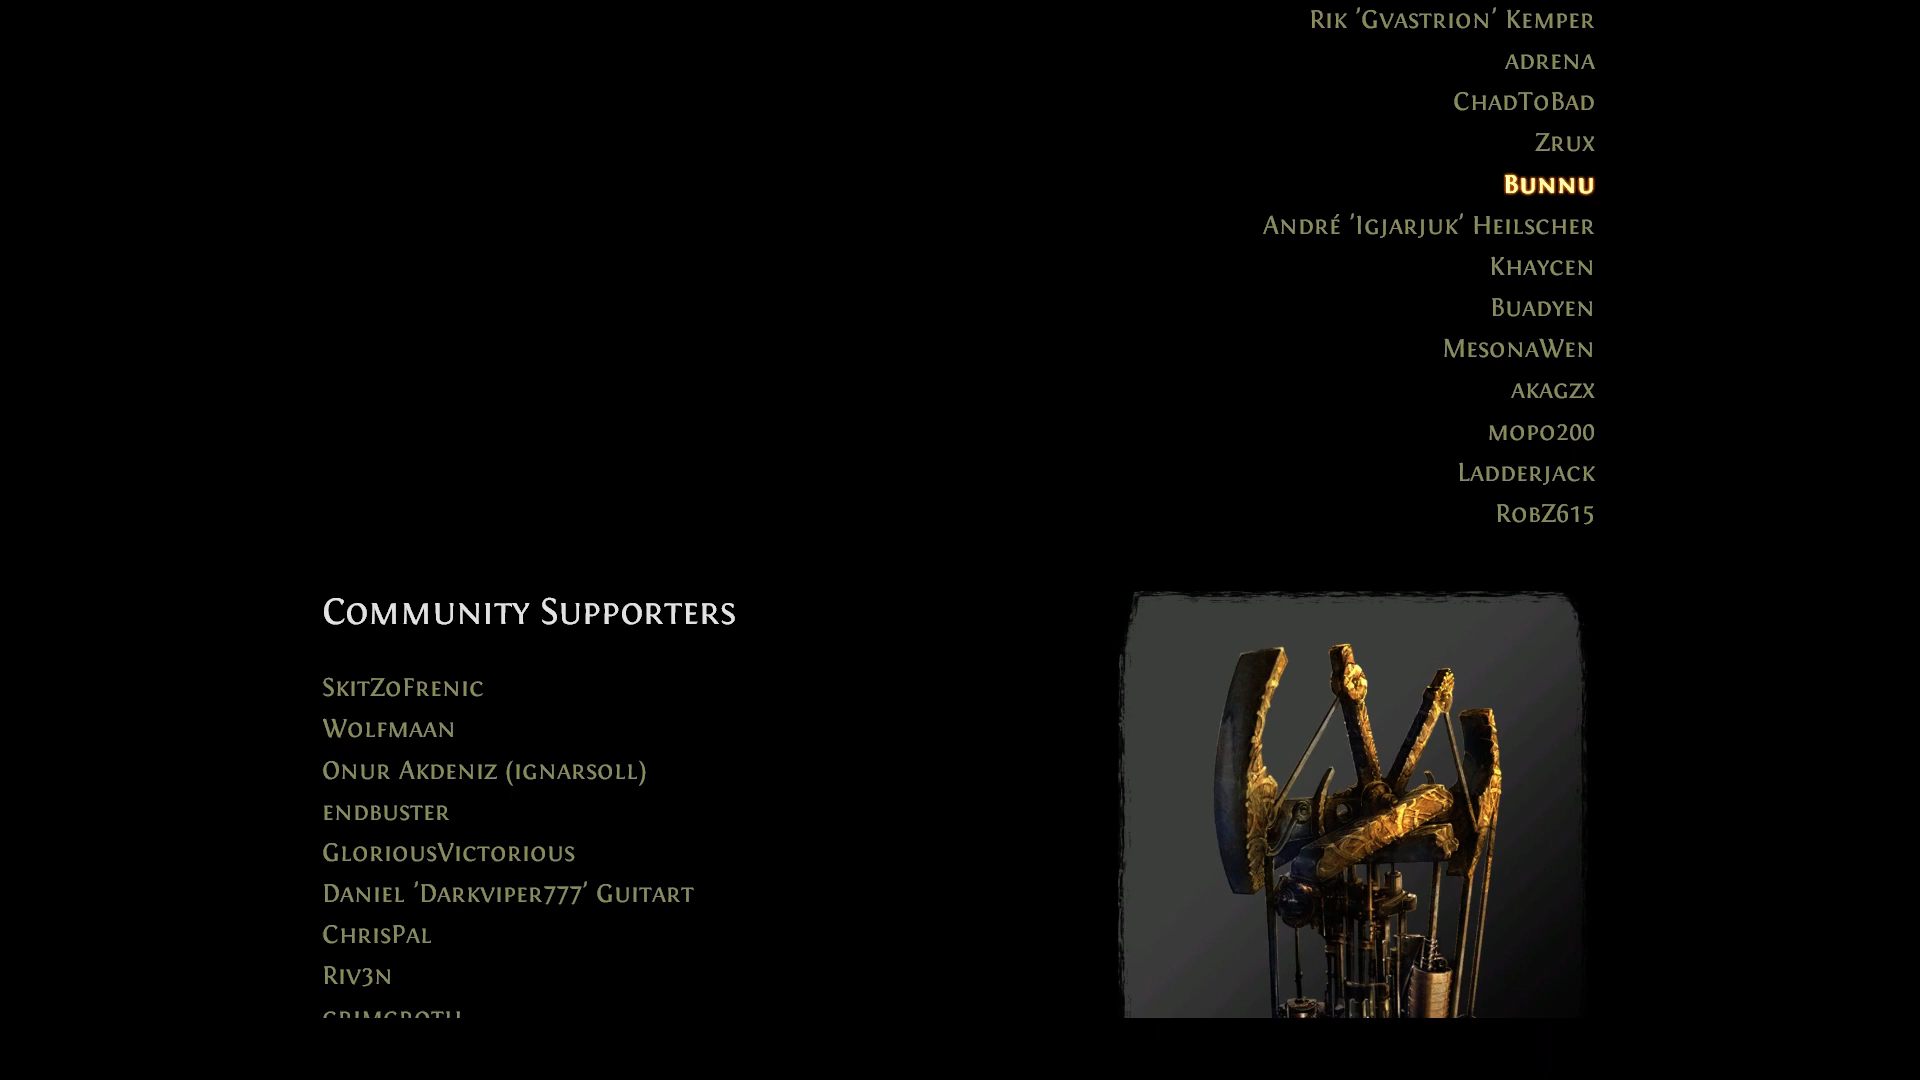 Rik 'Gvastrion' Kemper
adrena
ChadToBad
Zrux
Bunnu
André 'Igjarjuk' Heilscher
Khaycen
Buadyen
MesonaWen
akagzx
mopo200
Ladderjack
RobZ615
Community Supporters
SkitZoFrenic
Wolfmaan
Onur Akdeniz (ignarsoll)
endbuster
GloriousVictorious
Daniel 'Darkviper777' Guitart
ChrisPal
Riv3n